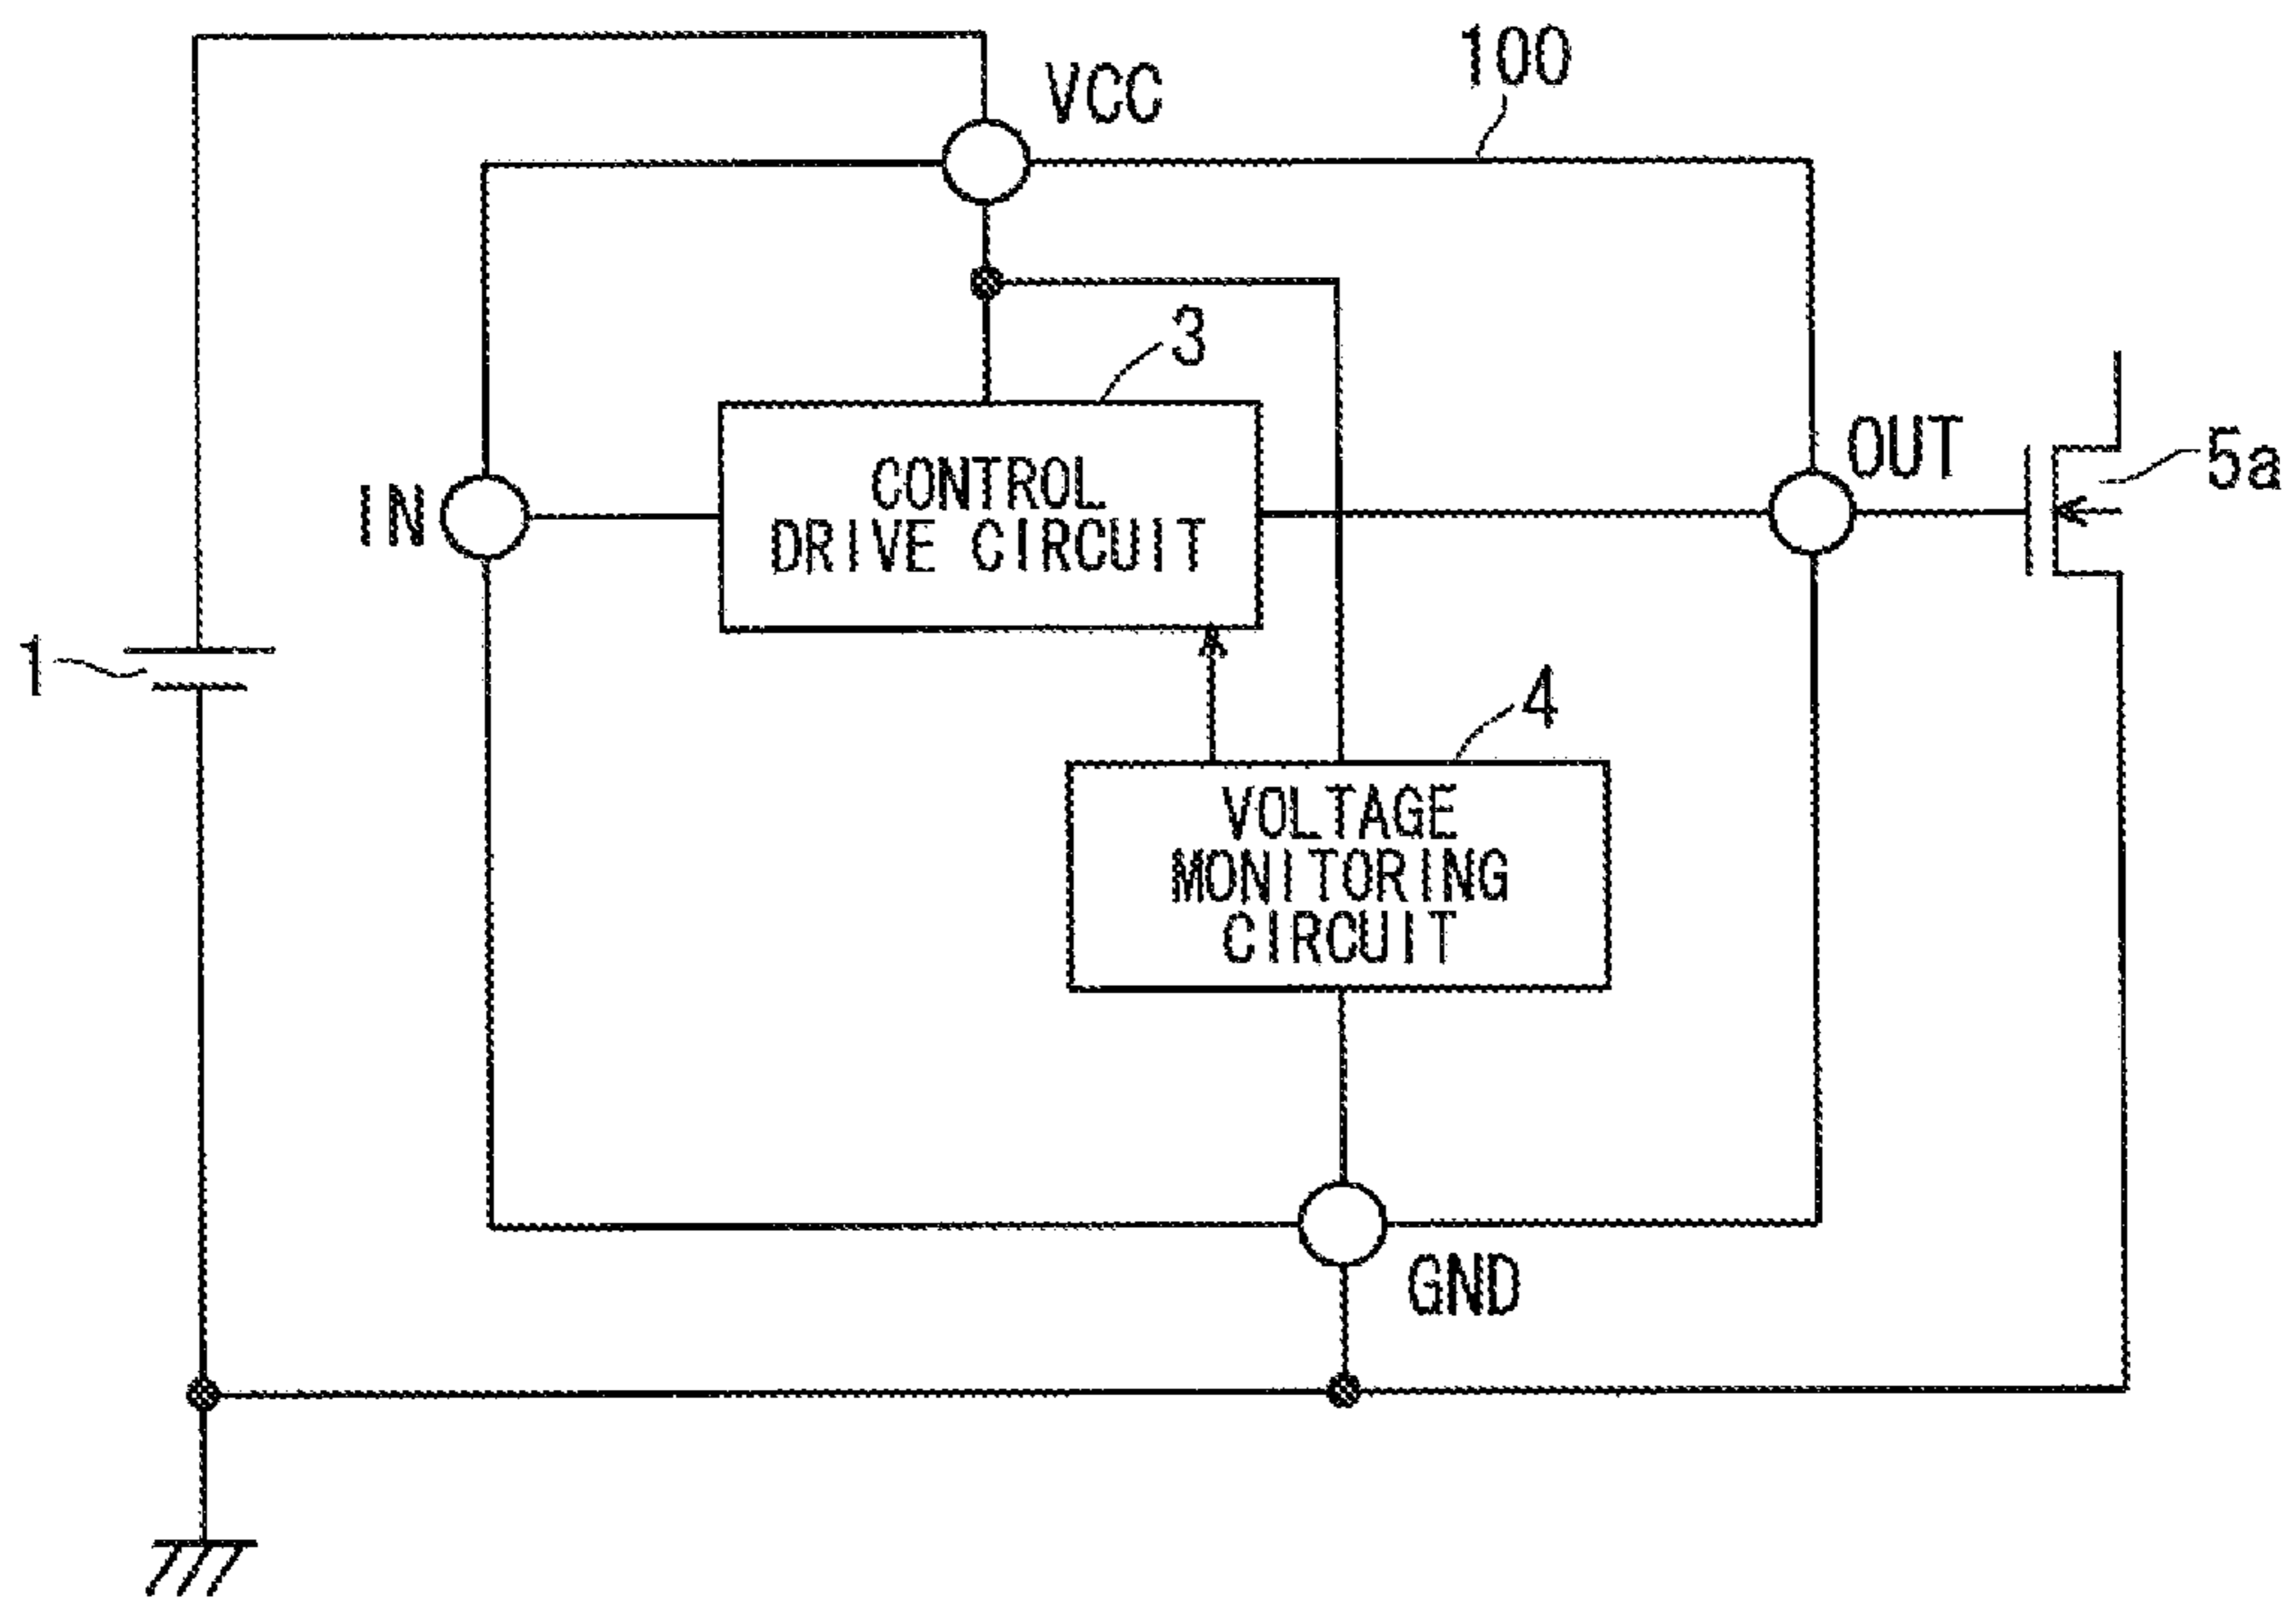 100
VCC
3
CONTROL
DRIVE CIRCUIT
IN
OUT
5a
1
4
VOLTAGE
MONITORING
CIRCUIT
GND